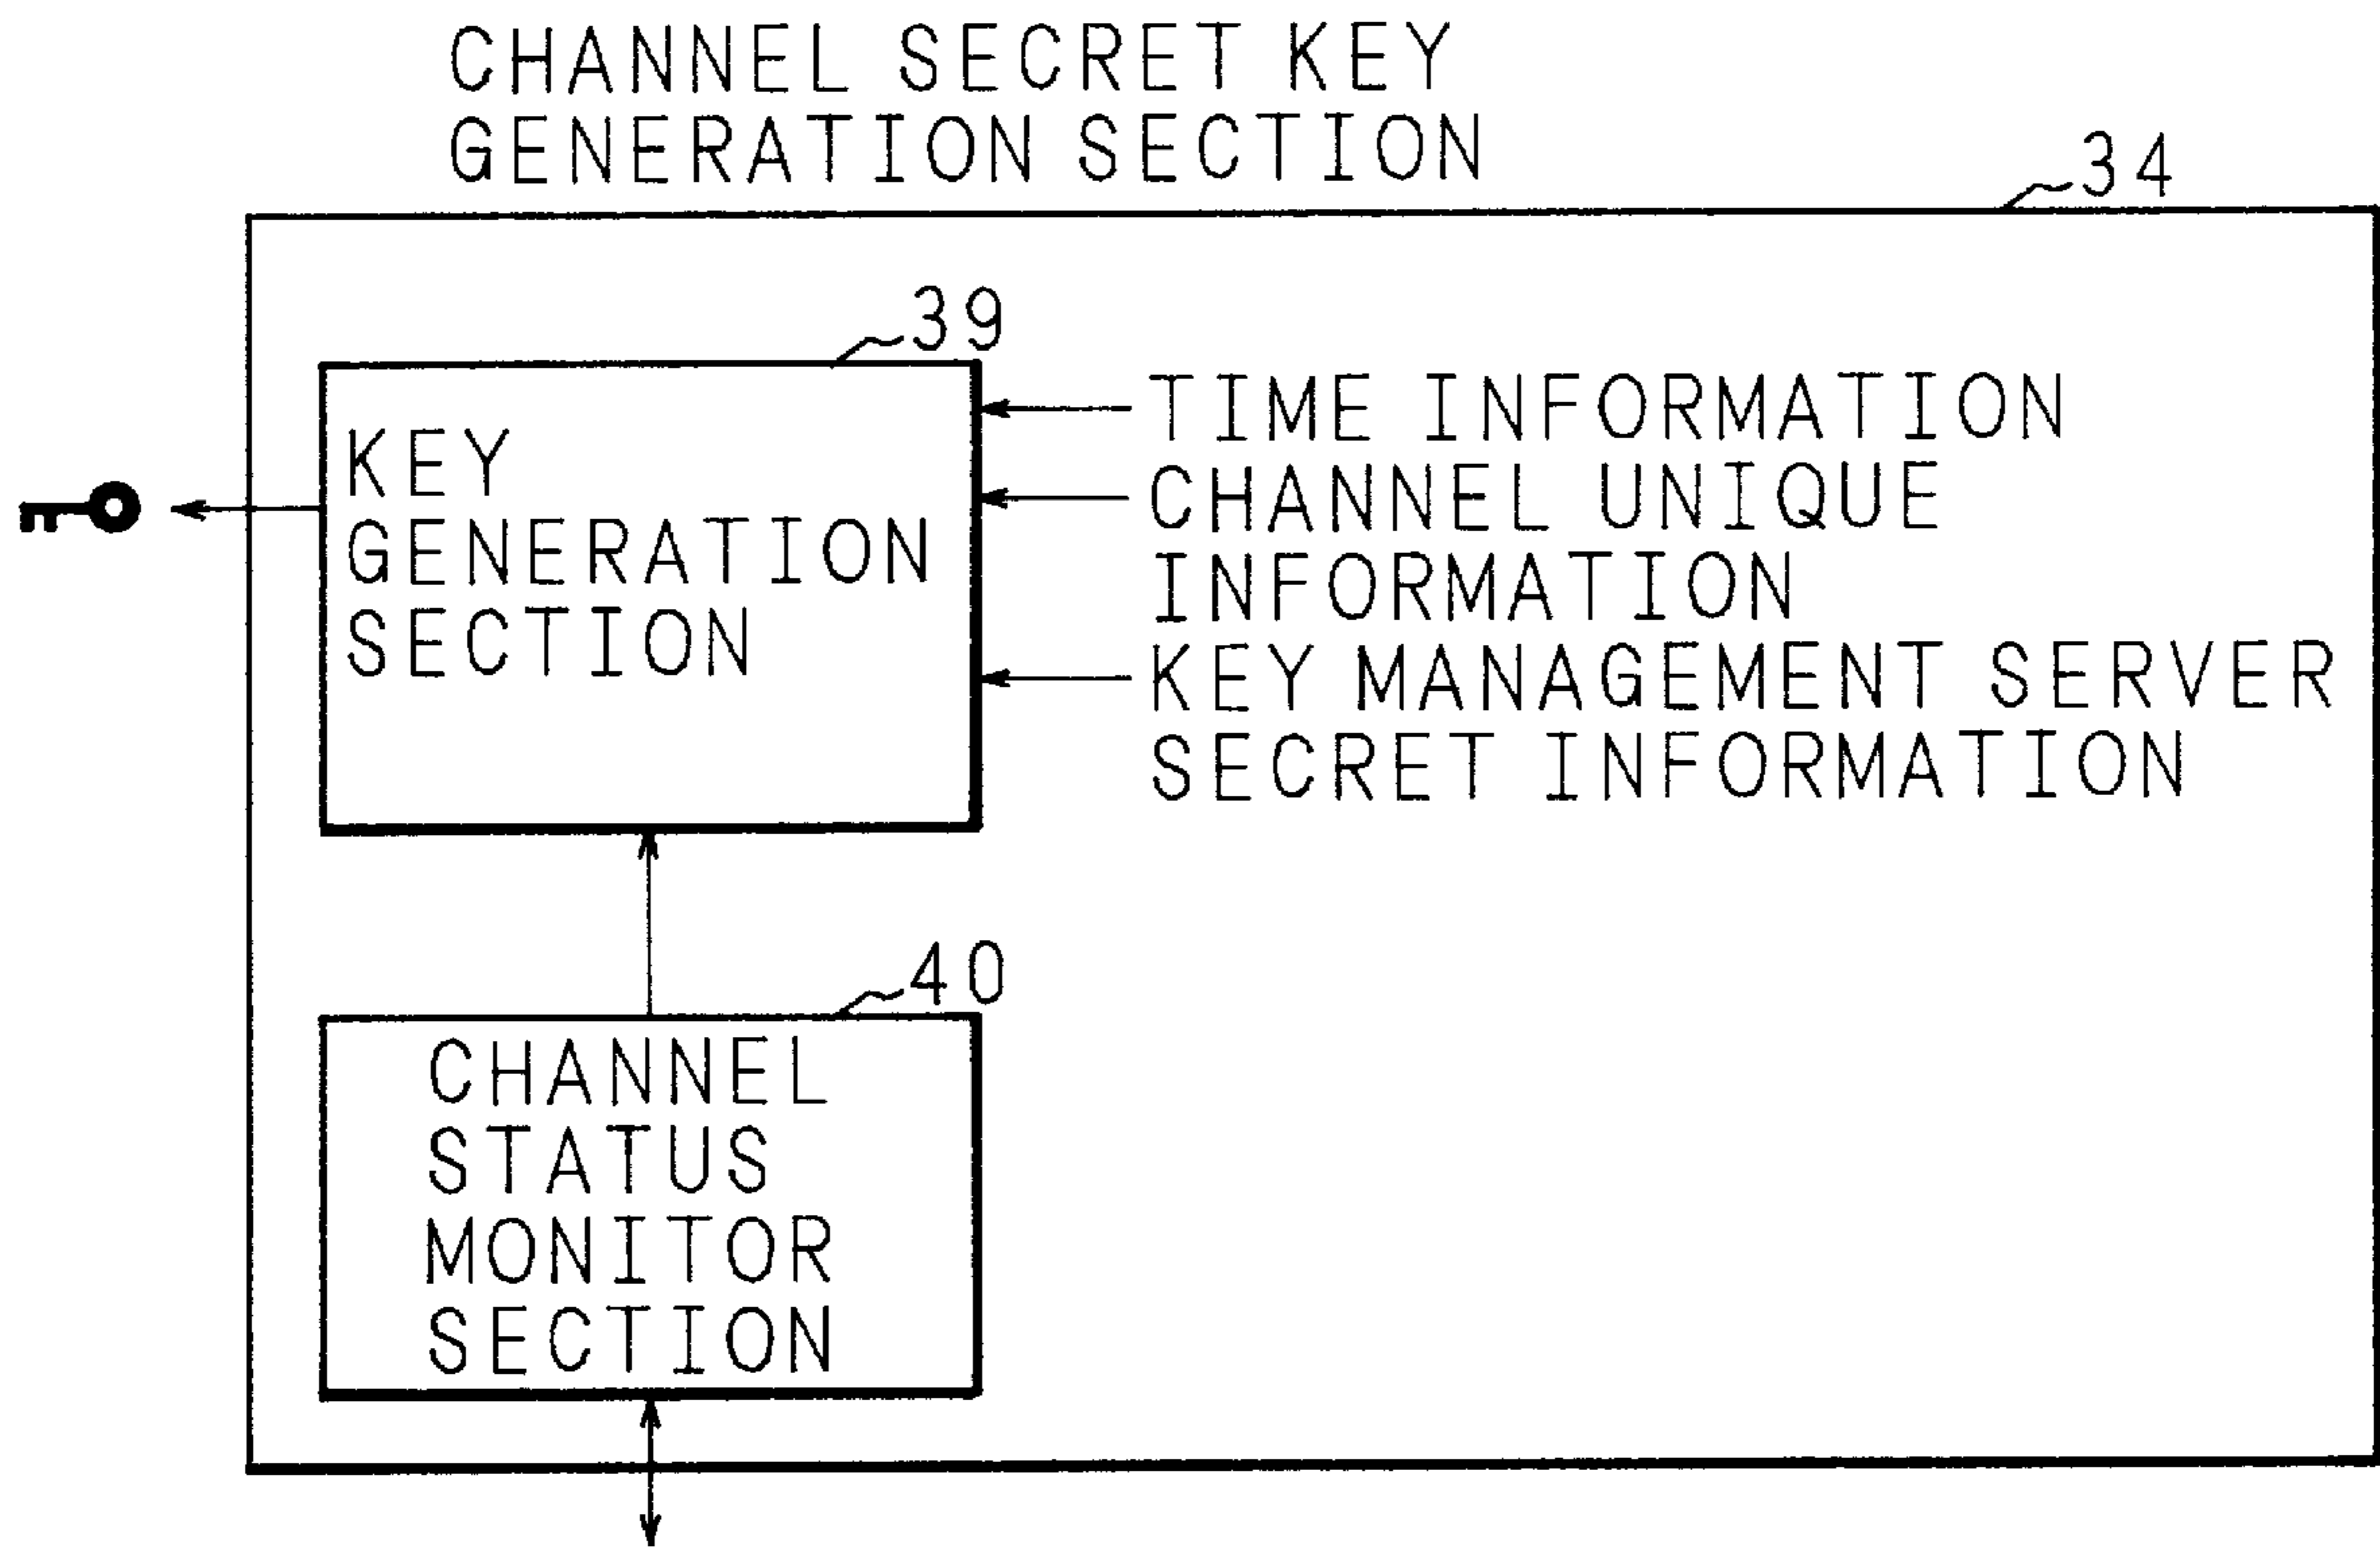 CHANNEL SECRET KEY
GENERATION SECTION
34
39
KEY
GENERATION
SECTION
TIME INFORMATION
CHANNEL UNIQUE
INFORMATION
KEY MANAGEMENT SERVER
SECRET INFORMATION
40
CHANNEL
STATUS
MONITOR
SECTION